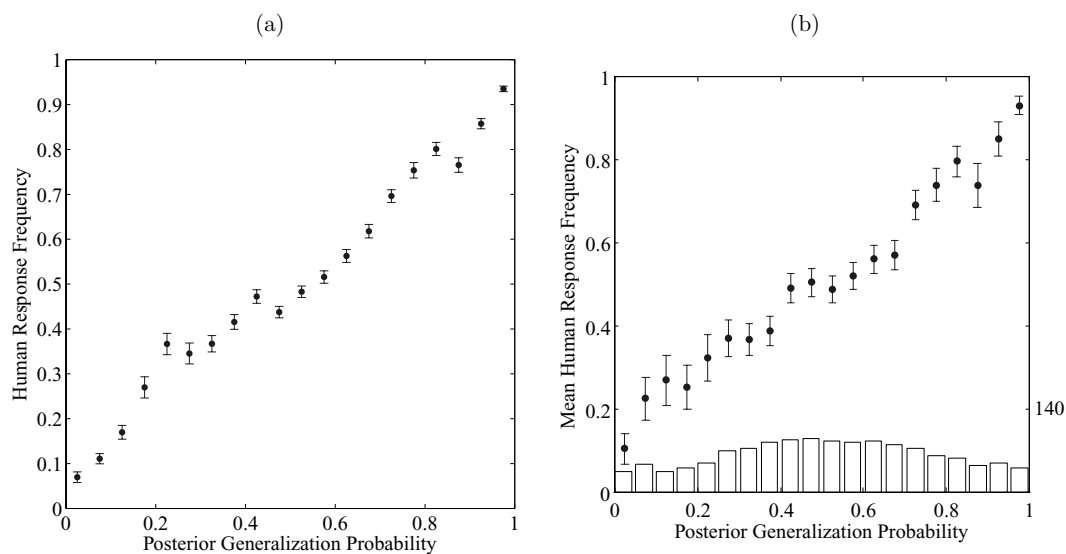 (a)
1
0.9
0.8
0.7
0.6
0.5
0.4
0.3
0.2
0.1
0
Human Response Frequency
0 0.2 0.4 0.6 0.8 1
Posterior Generalization Probability
(b)
1
0.8
0.6
0.4
0.2
0
Mean Human Response Frequency
140
0 0.2 0.4 0.6 0.8 1
Posterior Generalization Probability